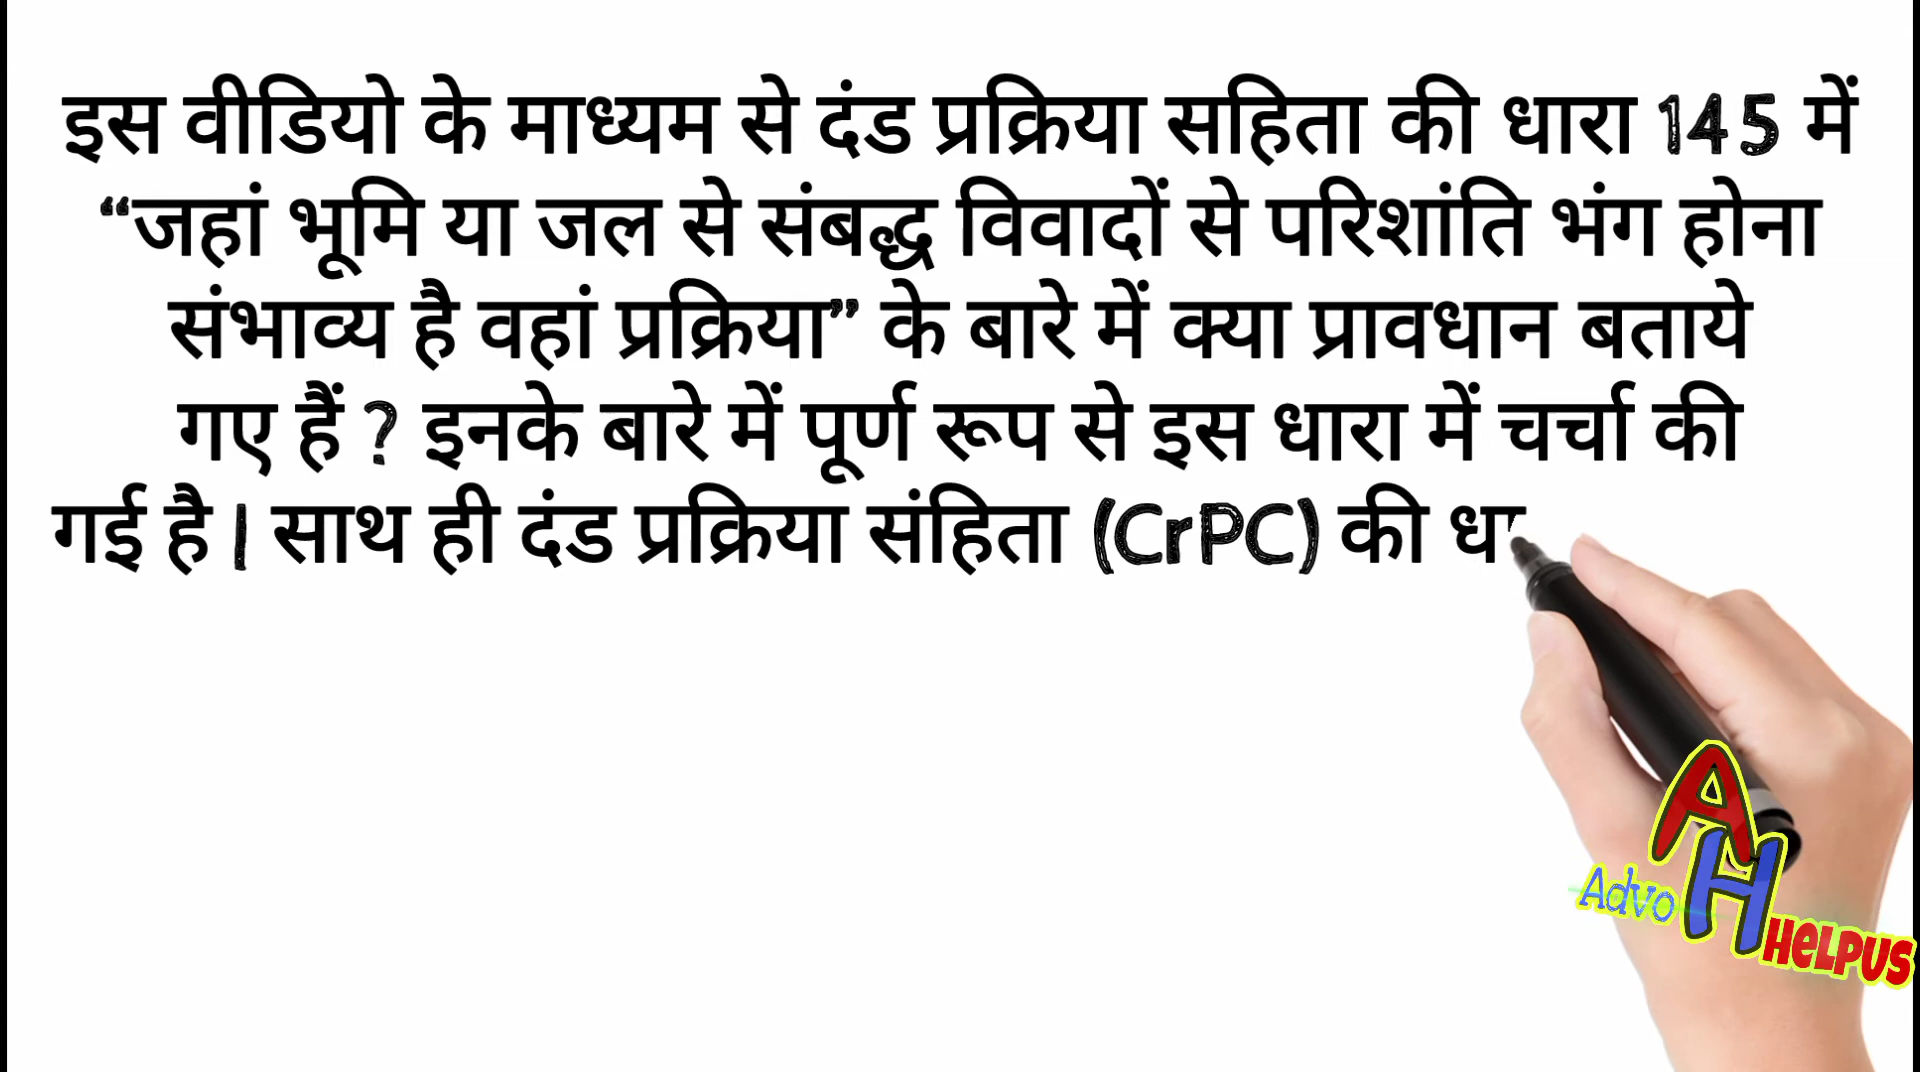 इस वीडियो के माध्यम से दंड प्रक्रिया सहिता की धारा 145 में
“जहां भूमि या जल से संबद्ध विवादों से परिशांति भंग होना
संभाव्य है वहां प्रक्रिया” के बारे में क्या प्रावधान बताये
गए हैं ? इनके बारे में पूर्ण रूप से इस धारा में चर्चा की
गई है | साथ ही दंड प्रक्रिया संहिता (CrPC) की
AH
Advo
HELPUS